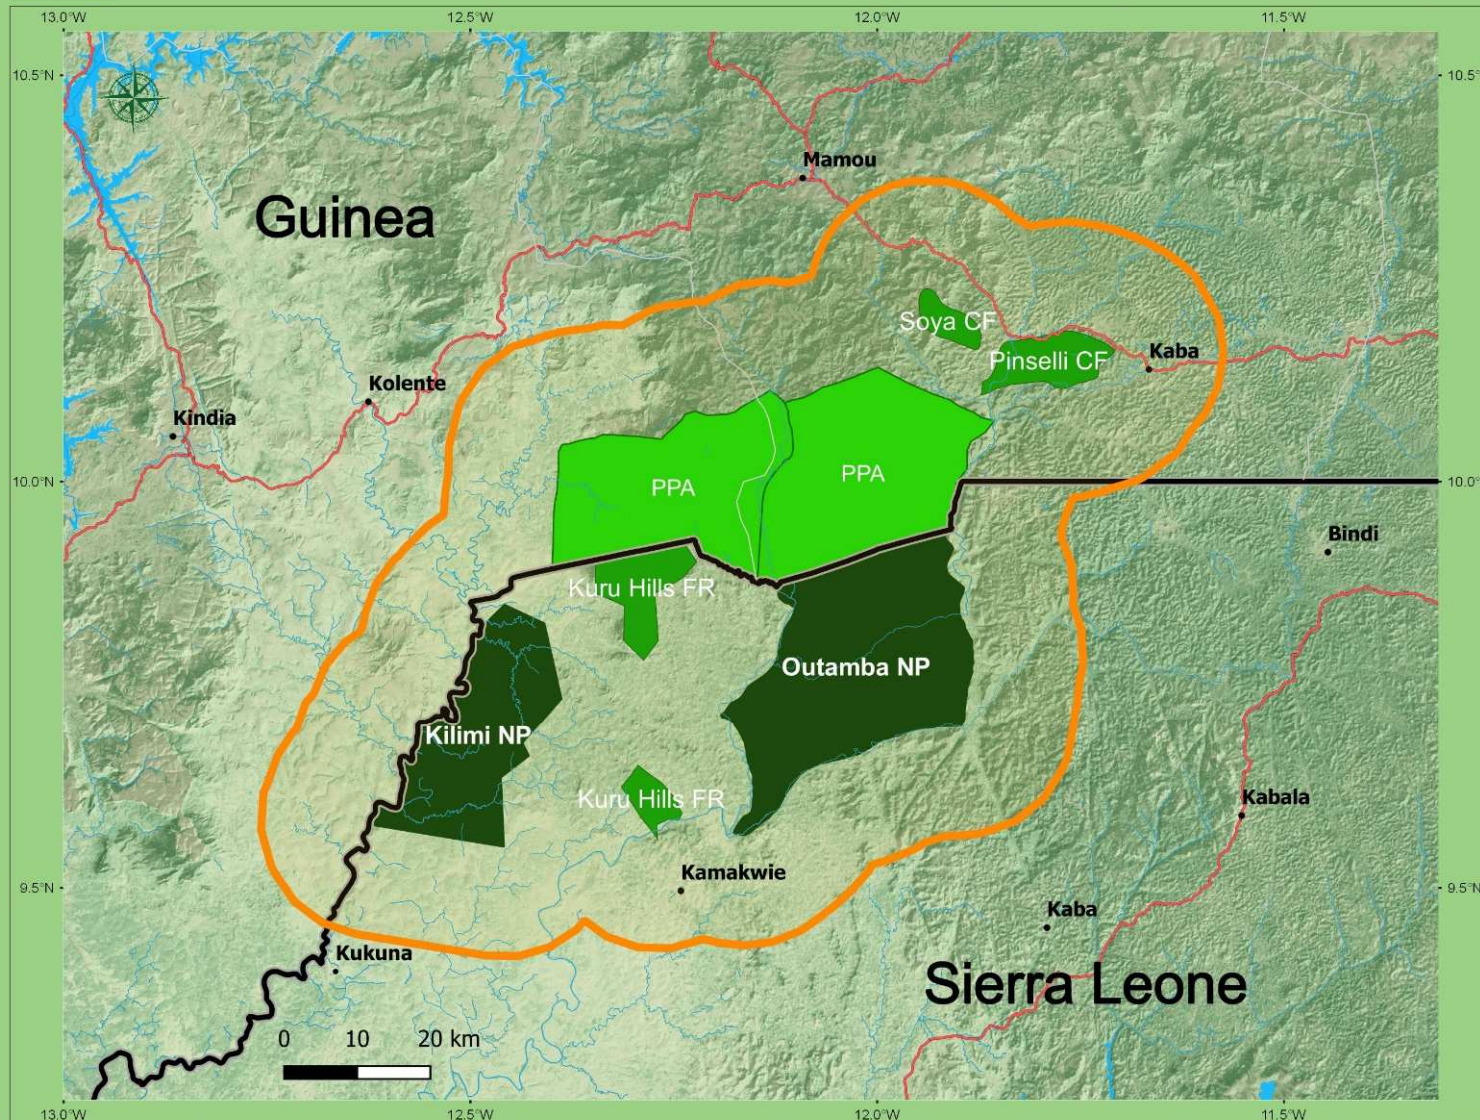 13.0°W
12.5°W
12.0°W
11.5°W
10.5°N
10.5°
Mamou
Guinea
Soya CF
Pinselli CF
Kaba
Kolente
Kindia
PPA
PPA
10.0°N
10.0°
Bindi
Kuru Hills FR
Outamba NP
Kilimi NP
Kuru Hills FR
Kabala
Kamakwie
9.5°N
9.5°N
Kaba
Kukuna
Sierra Leone
0 10 20 km
13.0°W
12.5°W
12.0°W
11.5°W